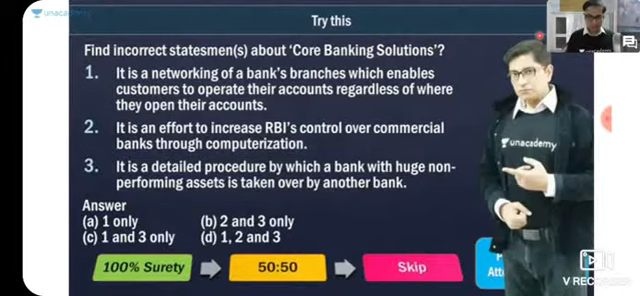 unacademy
Try this
Find incorrect statesmen(s) about ‘Core Banking Solutions’?
1. It is a networking of a bank’s branches which enables
customers to operate their accounts regardless of where
they open their accounts.
2. It is an effort to increase RBI’s control over commercial
banks through computerization.
3. It is a detailed procedure by which a bank with huge non-
performing assets is taken over by another bank.
unacademy
Answer
(a) 1 only (b) 2 and 3 only
(c) 1 and 3 only (d) 1, 2 and 3
100% Surety 50:50 Skip